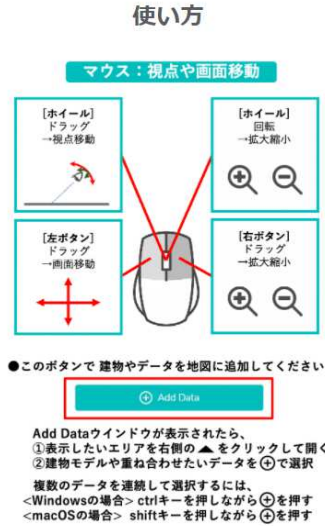 使い方
マウス：視点や画面移動
[ホイール]
ドラッグ
→視点移動
[ホイール]
回転
→拡大縮小
[左ボタン]
ドラッグ
→画面移動
[右ボタン]
ドラッグ
→拡大縮小
●このボタンで 建物やデータを地図に追加してください
Add Data
Add Dataウインドウが表示されたら、
①表示したいエリアを右側の ▲ をクリックして開く
②建物モデルや重ね合わせたいデータを⊕で選択
複数のデータを連続して選択するには、
<Windowsの場合> ctrlキーを押しながら⊕を押す
<macOSの場合> shiftキーを押しながら⊕を押す